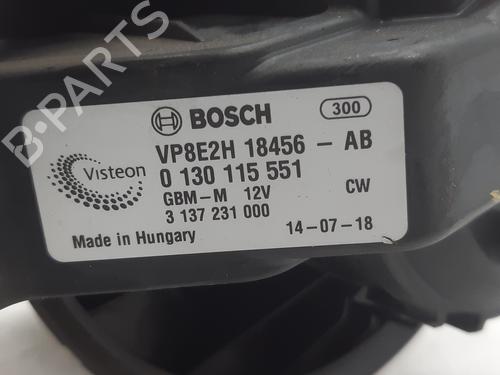 BOSCH 300
VP8E2H 18456 - AB
Visteon
0 130 115 551
GBM-M 12V CW
3 137 231 000
Made in Hungary 14-07-18
B-PARTS